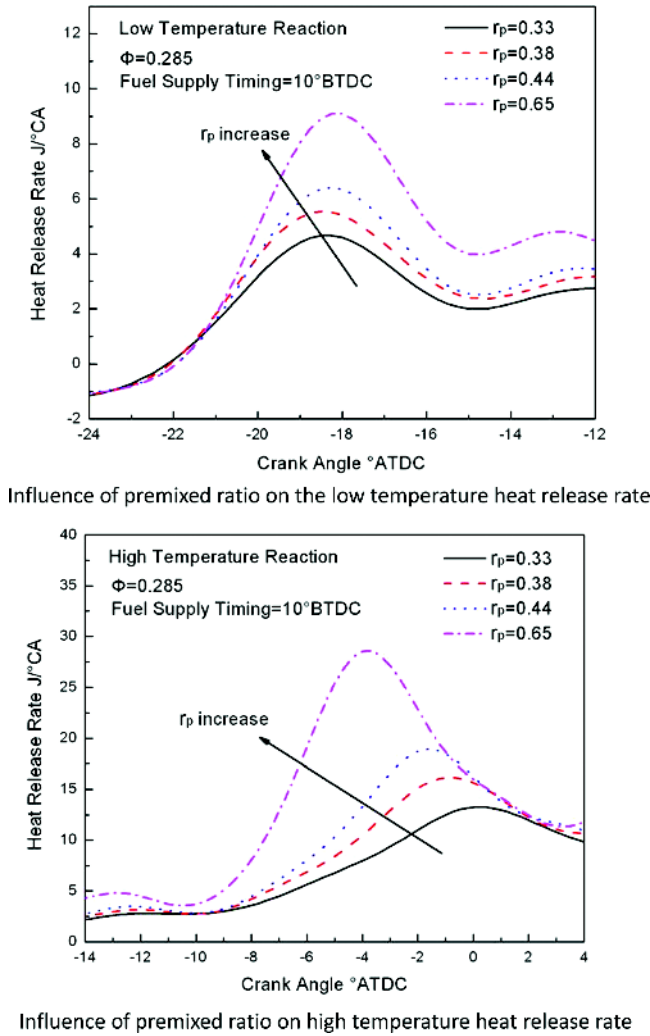 Low Temperature Reaction
Φ=0.285
Fuel Supply Timing=10°BTDC
rp=0.33
rp=0.38
rp=0.44
rp=0.65
rp increase
Heat Release Rate J/°CA
12
10
8
6
4
2
0
-2
-24
-22
-20
-18
-16
-14
-12
Crank Angle °ATDC
Influence of premixed ratio on the low temperature heat release rate
High Temperature Reaction
Φ=0.285
Fuel Supply Timing=10°BTDC
rp=0.33
rp=0.38
rp=0.44
rp=0.65
rp increase
Heat Release Rate J/°CA
40
35
30
25
20
15
10
5
0
-14
-12
-10
-8
-6
-4
-2
0
2
4
Crank Angle °ATDC
Influence of premixed ratio on high temperature heat release rate